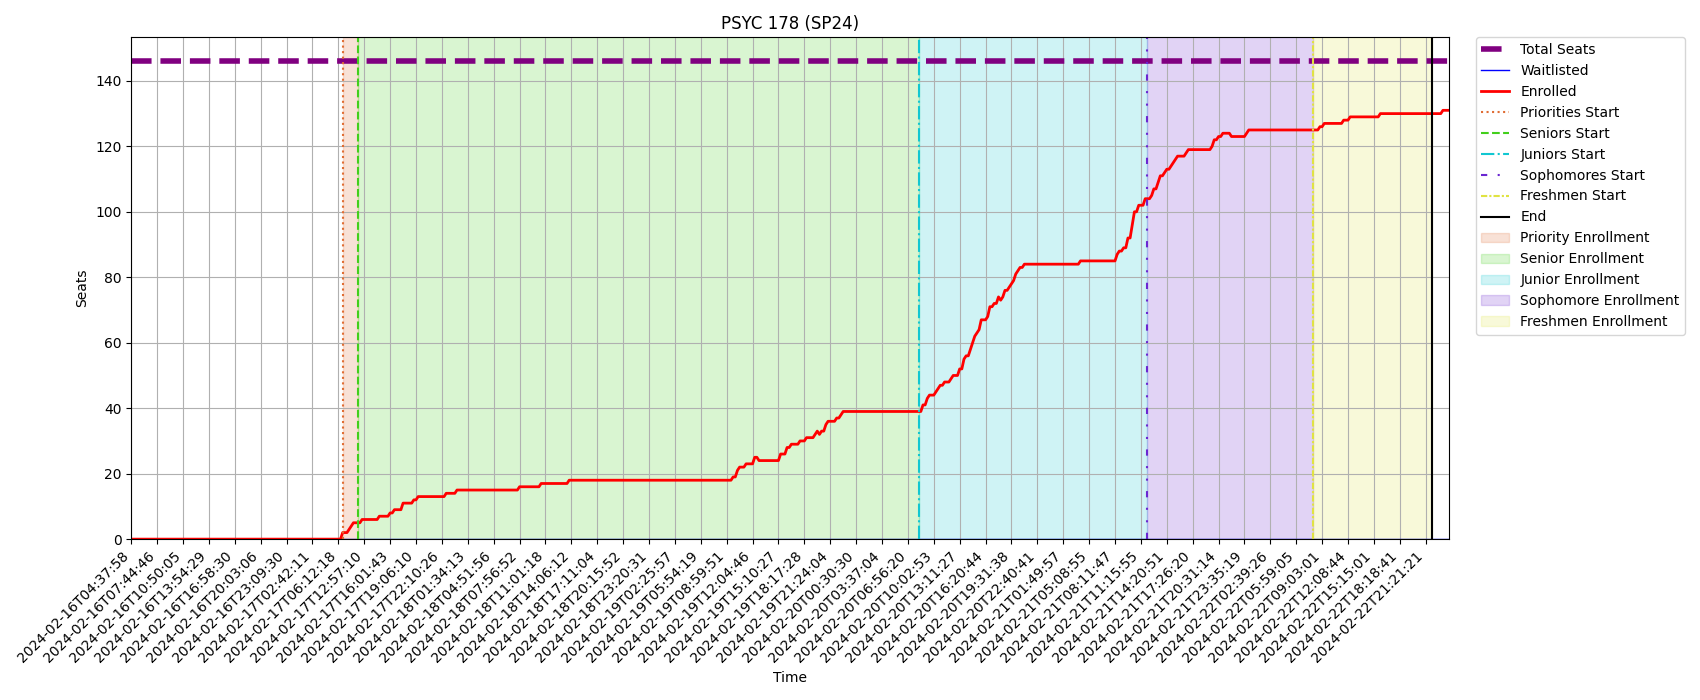 PSYC 178 (SP24)
Seats
140
120
100
80
60
40
20
0
2024-02-16T04:37:58
2024-02-16T07:44:46
2024-02-16T10:50:05
2024-02-16T13:54:29
2024-02-16T16:58:30
2024-02-16T20:03:06
2024-02-16T23:09:30
2024-02-17T02:42:11
2024-02-17T06:12:18
2024-02-17T12:57:10
2024-02-17T16:01:43
2024-02-17T19:06:10
2024-02-17T22:10:26
2024-02-18T01:34:13
2024-02-18T04:51:56
2024-02-18T07:56:52
2024-02-18T11:01:18
2024-02-18T14:06:12
2024-02-18T17:11:04
2024-02-18T20:15:52
2024-02-18T23:20:31
2024-02-19T02:25:57
2024-02-19T05:54:19
2024-02-19T08:59:51
2024-02-19T12:04:46
2024-02-19T15:10:27
2024-02-19T18:17:28
2024-02-19T21:24:04
2024-02-20T00:30:30
2024-02-20T03:37:04
2024-02-20T06:56:20
2024-02-20T10:02:53
2024-02-20T13:11:27
2024-02-20T16:20:44
2024-02-20T19:31:38
2024-02-20T22:40:41
2024-02-21T01:49:57
2024-02-21T05:08:55
2024-02-21T08:11:47
2024-02-21T11:15:55
2024-02-21T14:20:51
2024-02-21T17:26:20
2024-02-21T20:31:14
2024-02-21T23:35:19
2024-02-22T02:39:26
2024-02-22T05:59:05
2024-02-22T09:03:01
2024-02-22T12:08:44
2024-02-22T15:15:01
2024-02-22T18:18:41
2024-02-22T21:21:21
Time
Total Seats
Waitlisted
Enrolled
Priorities Start
Seniors Start
Juniors Start
Sophomores Start
Freshmen Start
End
Priority Enrollment
Senior Enrollment
Junior Enrollment
Sophomore Enrollment
Freshmen Enrollment